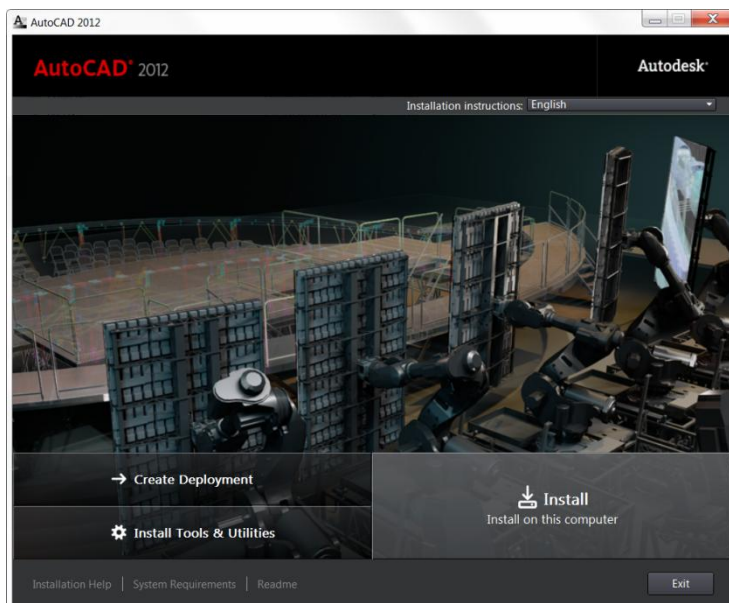 AutoCAD 2012
AutoCAD® 2012
Autodesk®
Installation instructions: English
→ Create Deployment
Install Tools & Utilities
Install
Install on this computer
Installation Help | System Requirements | Readme
Exit